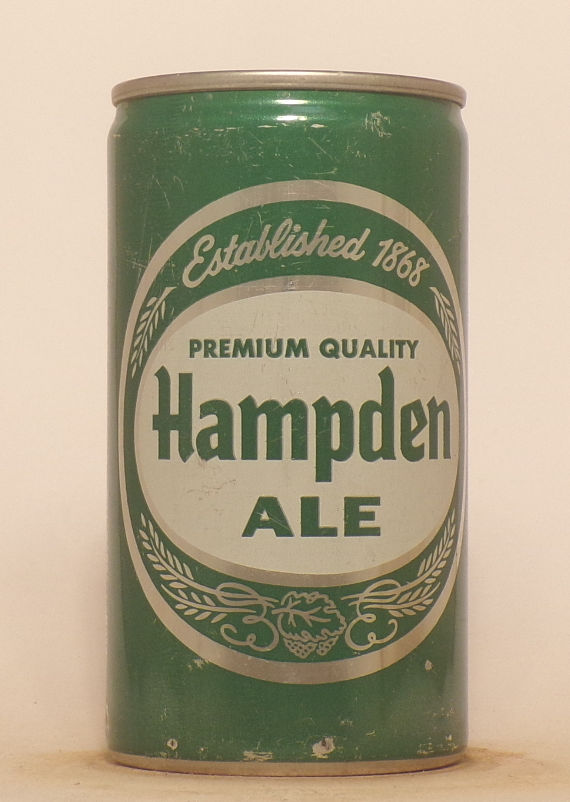 Established 1868
PREMIUM QUALITY
Hampden
ALE